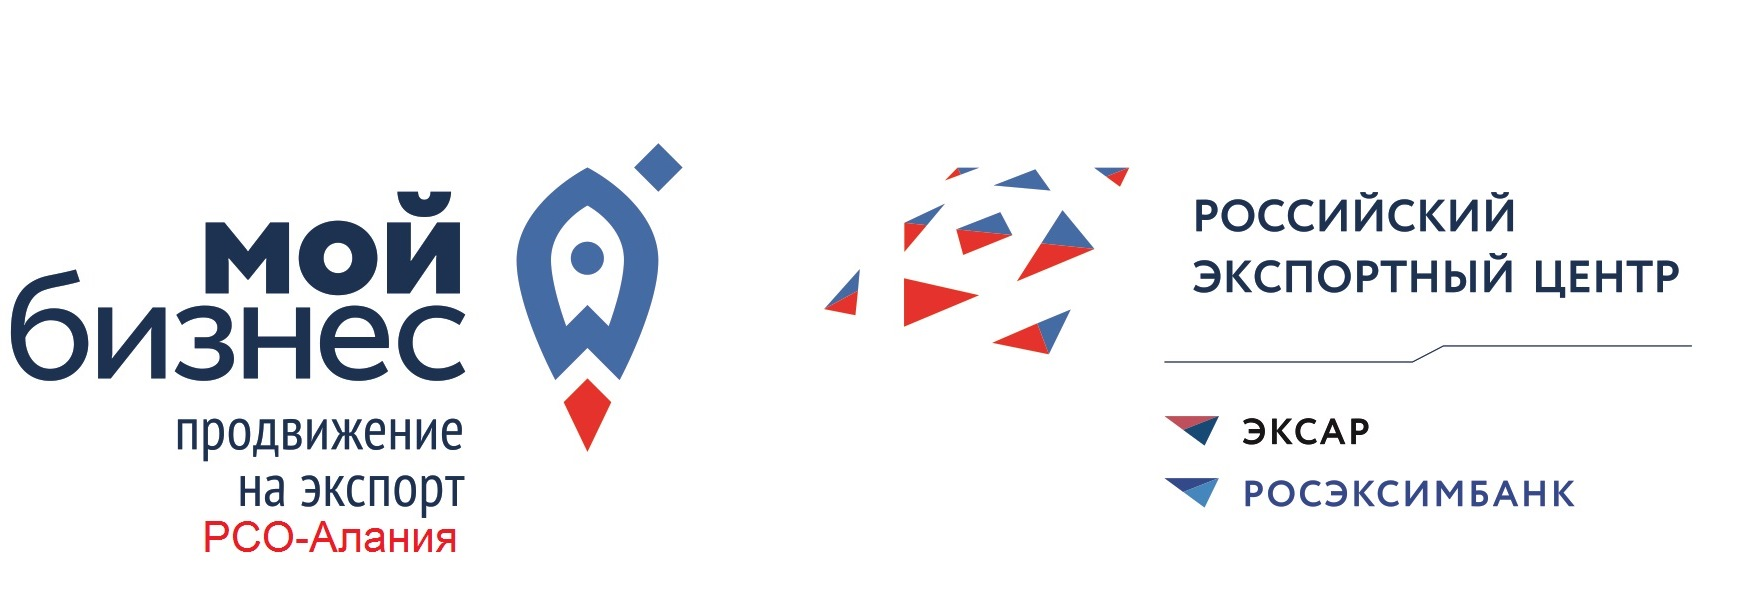 мой
бизнес
продвижение
на экспорт
РСО-Алания
РОССИЙСКИЙ
ЭКСПОРТНЫЙ ЦЕНТР
ЭКСАР
РОСЭКСИМБАНК